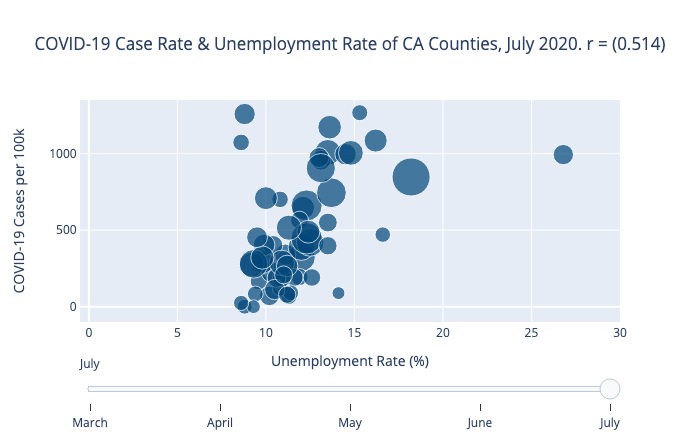 COVID-19 Case Rate & Unemployment Rate of CA Counties, July 2020. r = (0.514)
COVID-19 Cases per 100k
1000
500
0
0 5 10 15 20 25 30
Unemployment Rate (%)
July
March April May June July